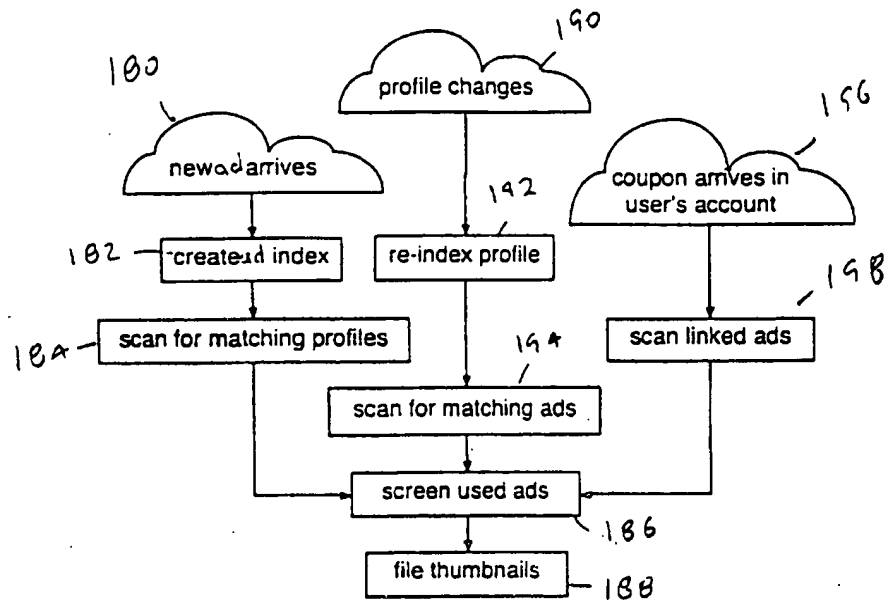 190
profile changes
180
new ad arrives
196
coupon arrives in
user's account
192
182
create ad index
re-index profile
198
184
scan for matching profiles
scan linked ads
194
scan for matching ads
screen used ads
186
file thumbnails
188